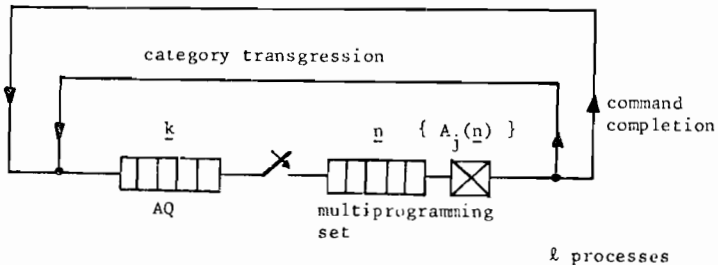 category transgression
command
completion
k
n
{ A_j(n) }
AQ
multiprogramming
set
ℓ processes